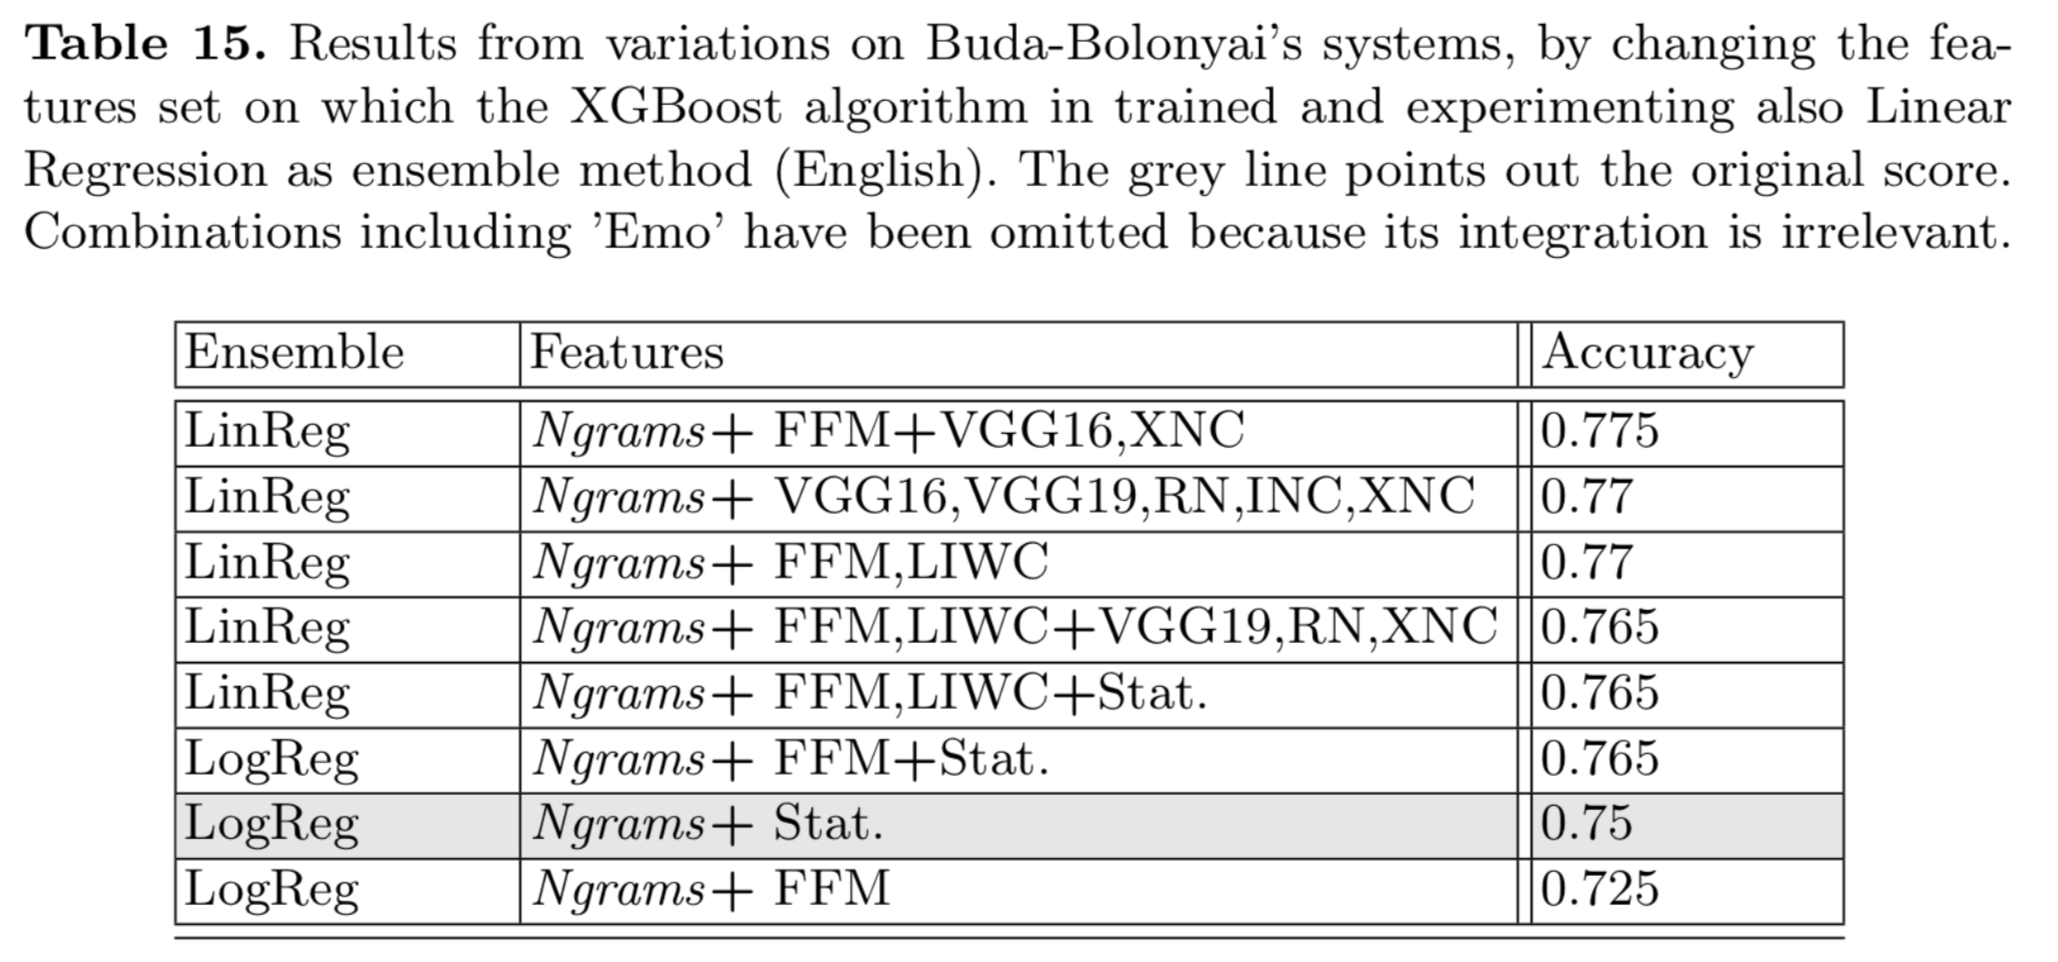 Table 15. Results from variations on Buda-Bolonyai's systems, by changing the fea-
tures set on which the XGBoost algorithm in trained and experimenting also Linear
Regression as ensemble method (English). The grey line points out the original score.
Combinations including 'Emo' have been omitted because its integration is irrelevant.
Ensemble Features Accuracy
LinReg Ngrams+ FFM+VGG16,XNC 0.775
LinReg Ngrams+ VGG16,VGG19,RN,INC,XNC 0.77
LinReg Ngrams+ FFM,LIWC 0.77
LinReg Ngrams+ FFM,LIWC+VGG19,RN,XNC 0.765
LinReg Ngrams+ FFM,LIWC+Stat. 0.765
LogReg Ngrams+ FFM+Stat. 0.765
LogReg Ngrams+ Stat. 0.75
LogReg Ngrams+ FFM 0.725